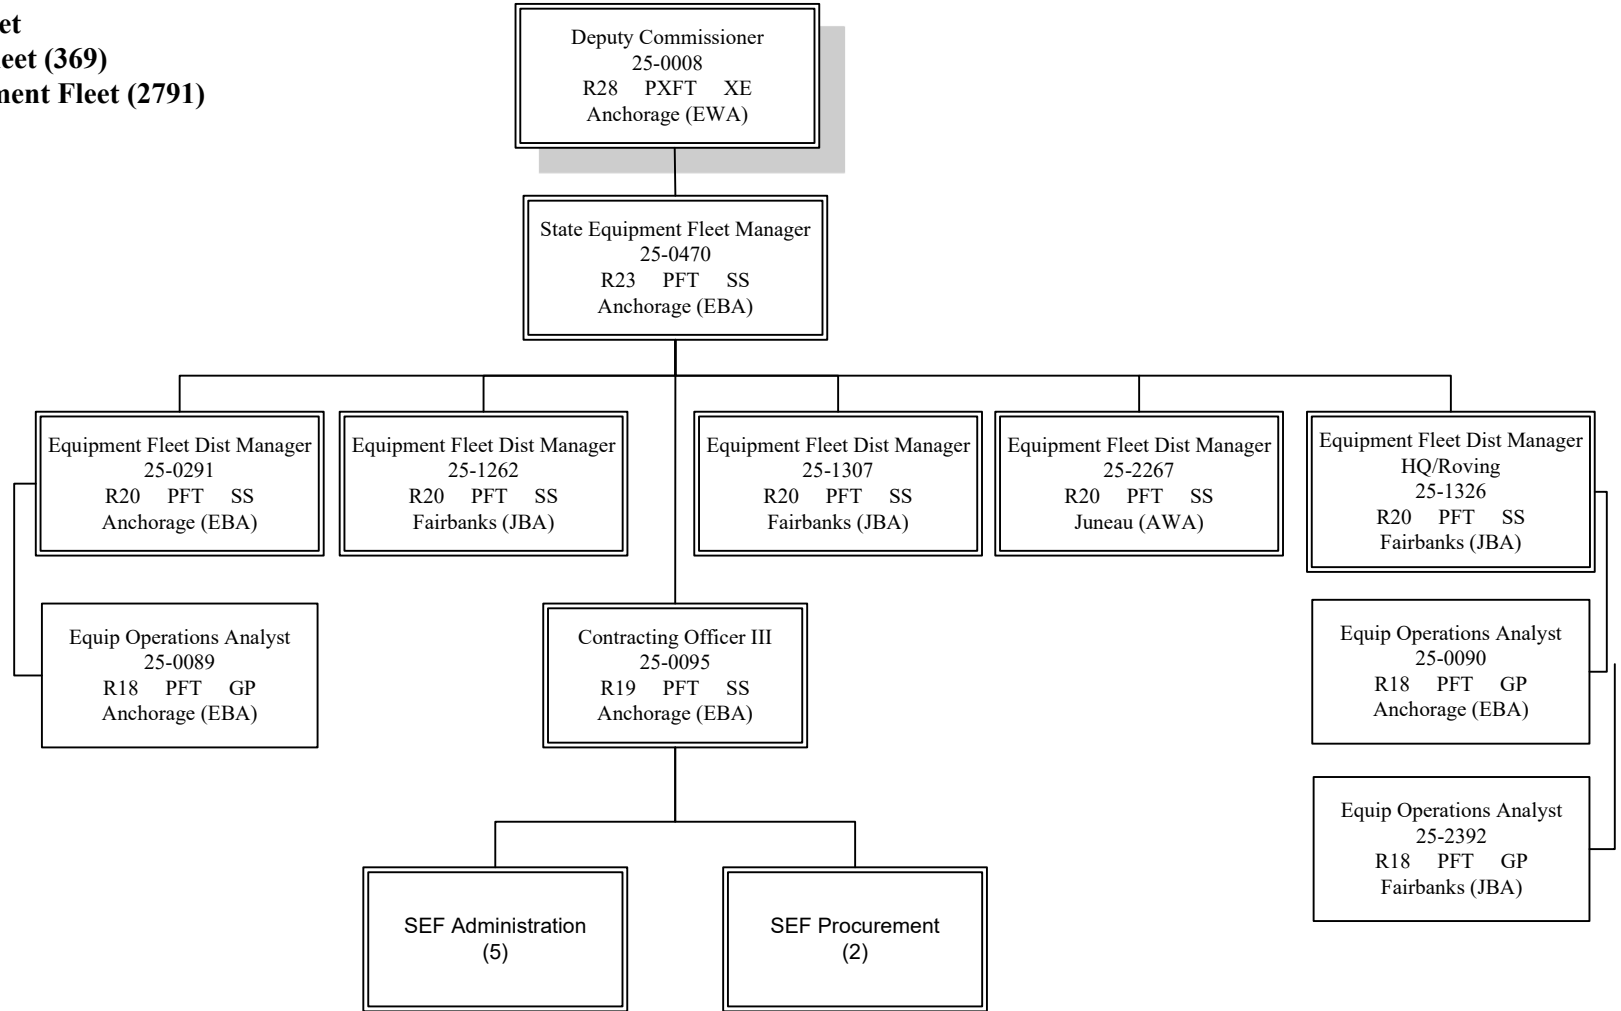 et
eet (369)
ment Fleet (2791)
Deputy Commissioner
25-0008
R28 PXFT XE
Anchorage (EWA)
State Equipment Fleet Manager
25-0470
R23 PFT SS
Anchorage (EBA)
Equipment Fleet Dist Manager
25-0291
R20 PFT SS
Anchorage (EBA)
Equipment Fleet Dist Manager
25-1262
R20 PFT SS
Fairbanks (JBA)
Equipment Fleet Dist Manager
25-1307
R20 PFT SS
Fairbanks (JBA)
Equipment Fleet Dist Manager
25-2267
R20 PFT SS
Juneau (AWA)
Equipment Fleet Dist Manager
HQ/Roving
25-1326
R20 PFT SS
Fairbanks (JBA)
Equip Operations Analyst
25-0089
R18 PFT GP
Anchorage (EBA)
Contracting Officer III
25-0095
R19 PFT SS
Anchorage (EBA)
Equip Operations Analyst
25-0090
R18 PFT GP
Anchorage (EBA)
Equip Operations Analyst
25-2392
R18 PFT GP
Fairbanks (JBA)
SEF Administration
(5)
SEF Procurement
(2)